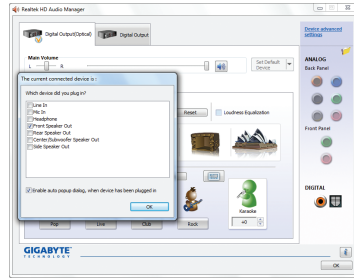 Realtek HD Audio Manager
Digital Output(Optical)
Digital Output
Device advanced
settings
Main Volume
L
R
Set Default
Device
ANALOG
Back Panel
The current connected device is :
Which device did you plug in?
Line In
Mic In
Headphone
Front Speaker Out
Rear Speaker Out
Center/Subwoofer Speaker Out
Side Speaker Out
Reset
Loudness Equalization
Front Panel
Enable auto popup dialog, when device has been plugged in
OK
DIGITAL
Karaoke
Pop
Live
Club
Rock
+0
GIGABYTE
TECHNOLOGY
OK